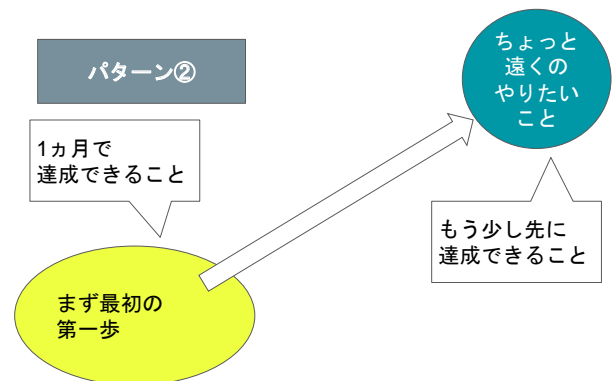 パターン②
ちょっと
遠くの
やりたい
こと
1ヵ月で
達成できること
もう少し先に
達成できること
まず最初の
第一歩